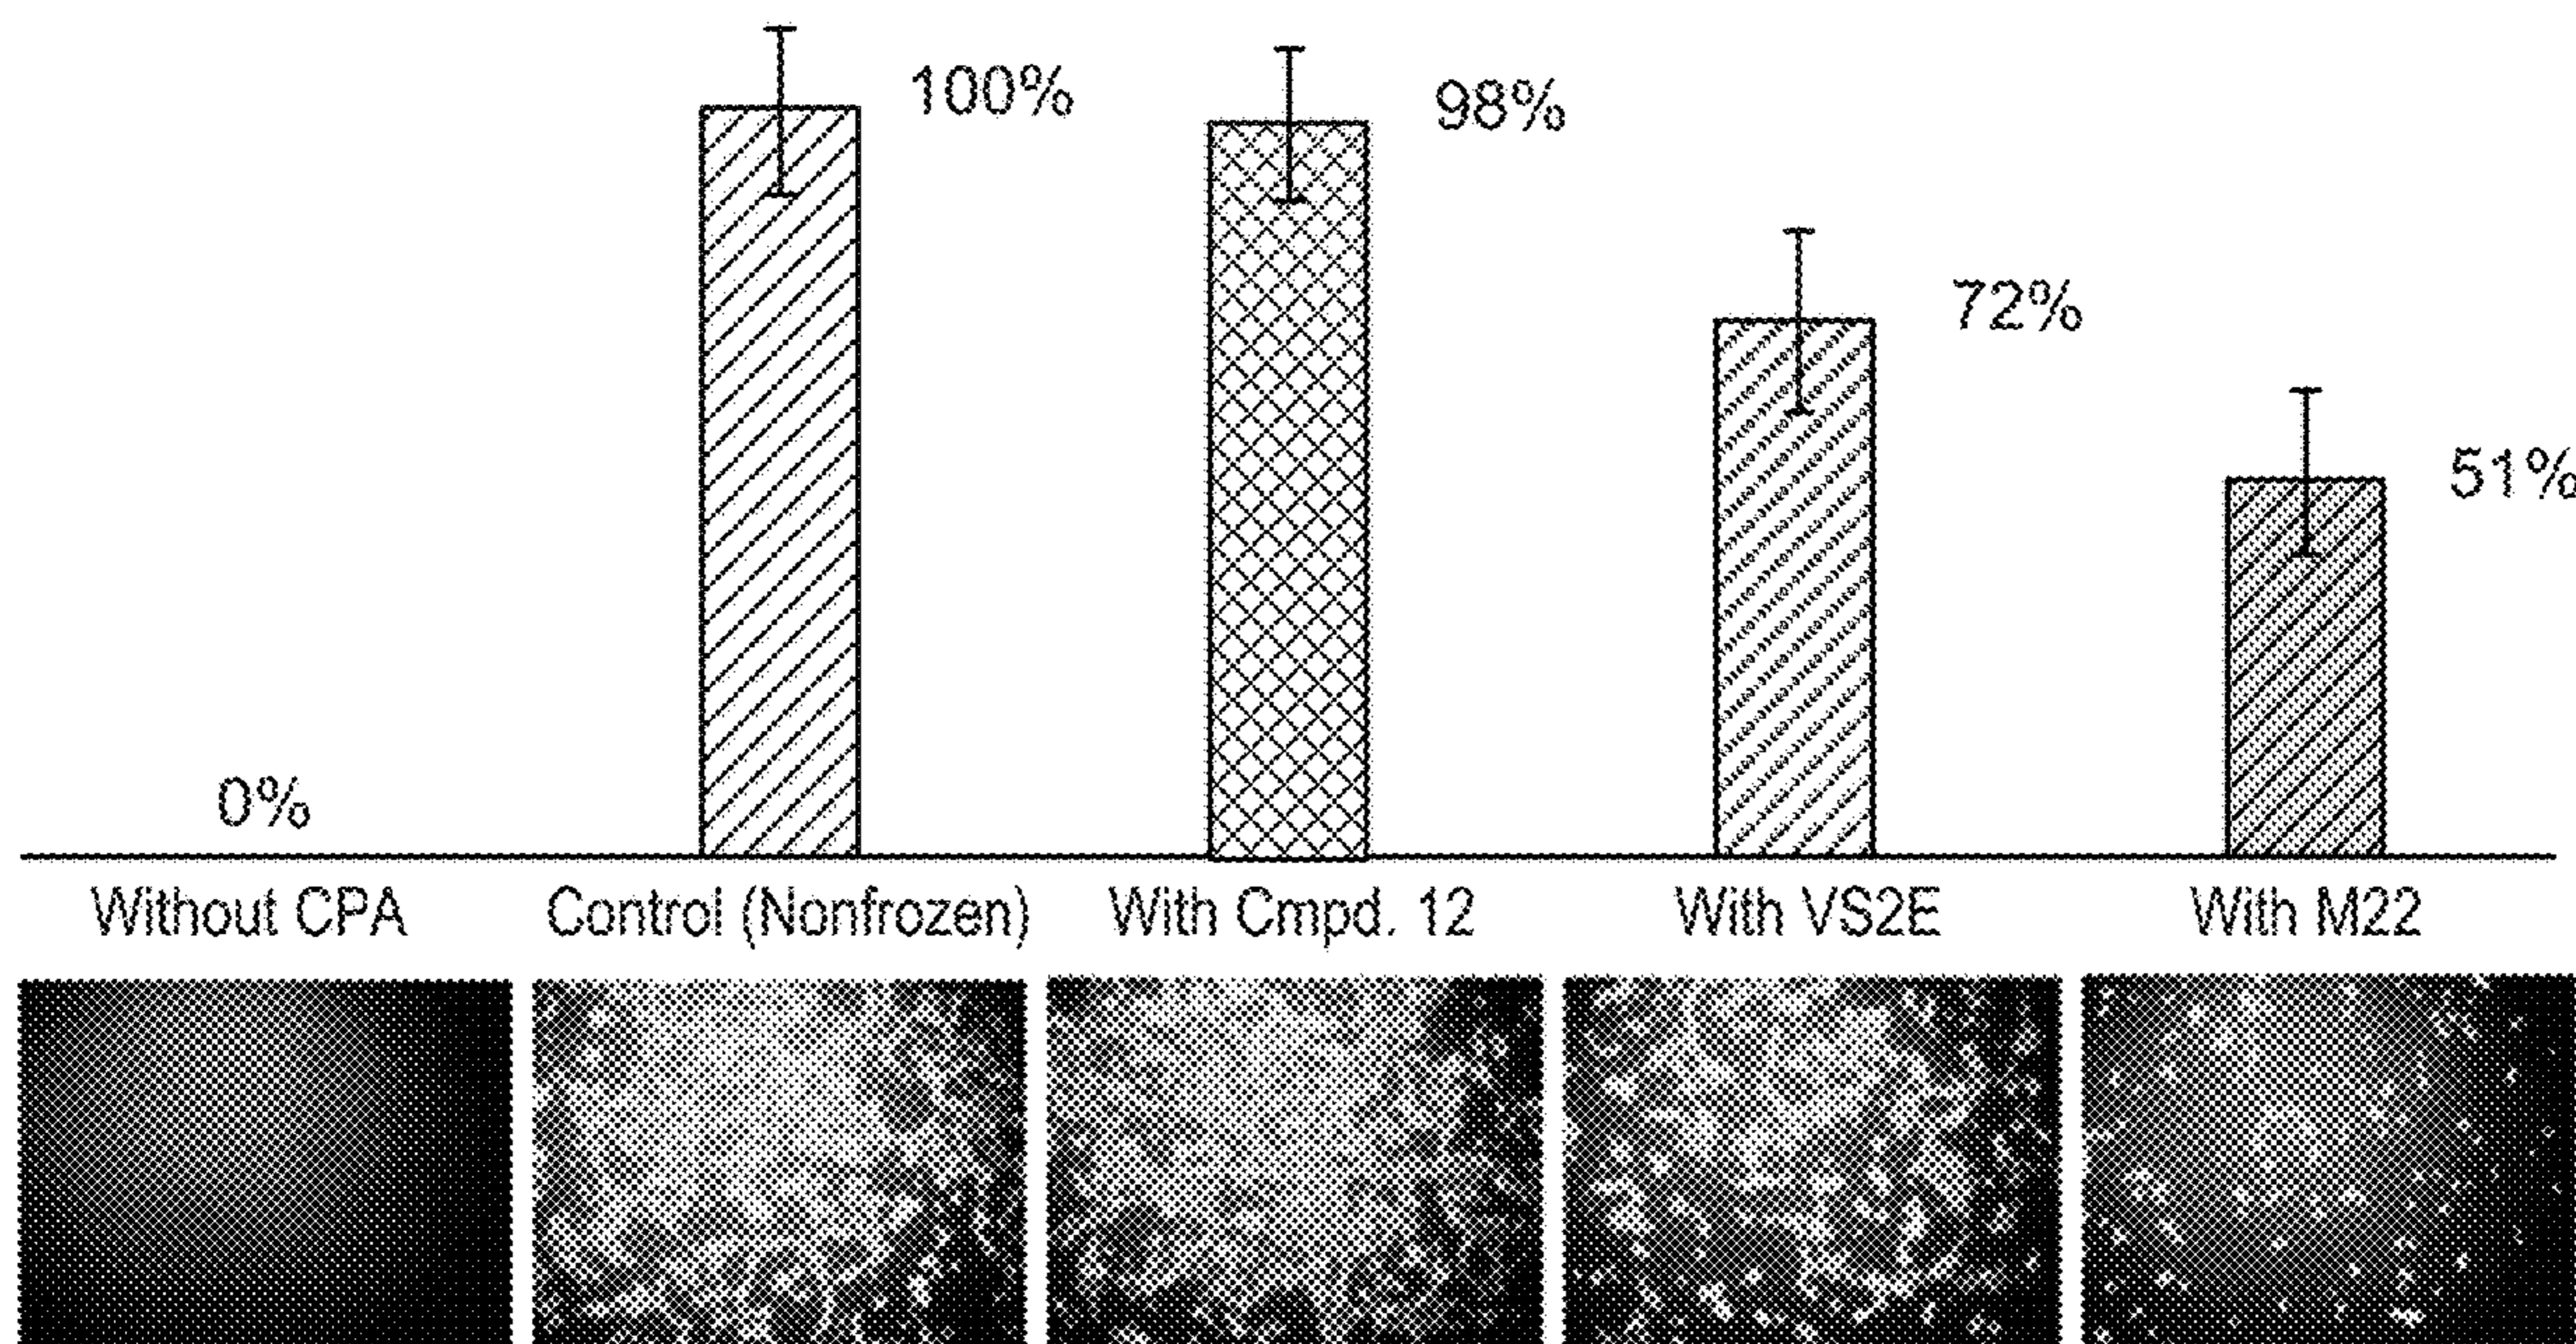 100%
98%
72%
51%
0%
Without CPA
Control (Nonfrozen)
With Cmpd. 12
With VS2E
With M22